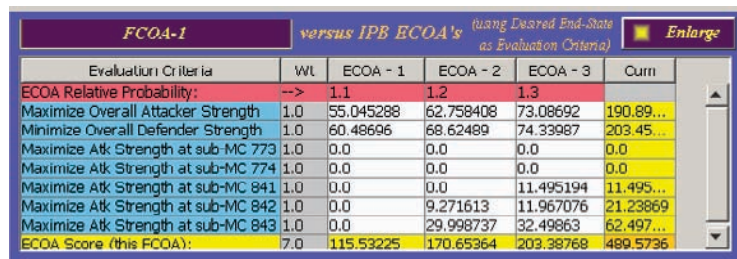 FCOA-1 versus IPB ECOA's (using Desired End-State as Evaluation Criteria) Enlarge
Evaluation Criteria Wt. ECOA - 1 ECOA - 2 ECOA - 3 Cum
ECOA Relative Probability: --> 1.1 1.2 1.3
Maximize Overall Attacker Strength 1.0 55.045288 62.758408 73.08692 190.89...
Minimize Overall Defender Strength 1.0 60.48696 68.62489 74.33987 203.45...
Maximize Atk Strength at sub-MC 773 1.0 0.0 0.0 0.0 0.0
Maximize Atk Strength at sub-MC 774 1.0 0.0 0.0 0.0 0.0
Maximize Atk Strength at sub-MC 841 1.0 0.0 0.0 11.495194 11.495...
Maximize Atk Strength at sub-MC 842 1.0 0.0 9.271613 11.967076 21.23869
Maximize Atk Strength at sub-MC 843 1.0 0.0 29.998737 32.49863 62.497...
ECOA Score (this FCOA): 7.0 115.53225 170.65364 203.38768 489.5736